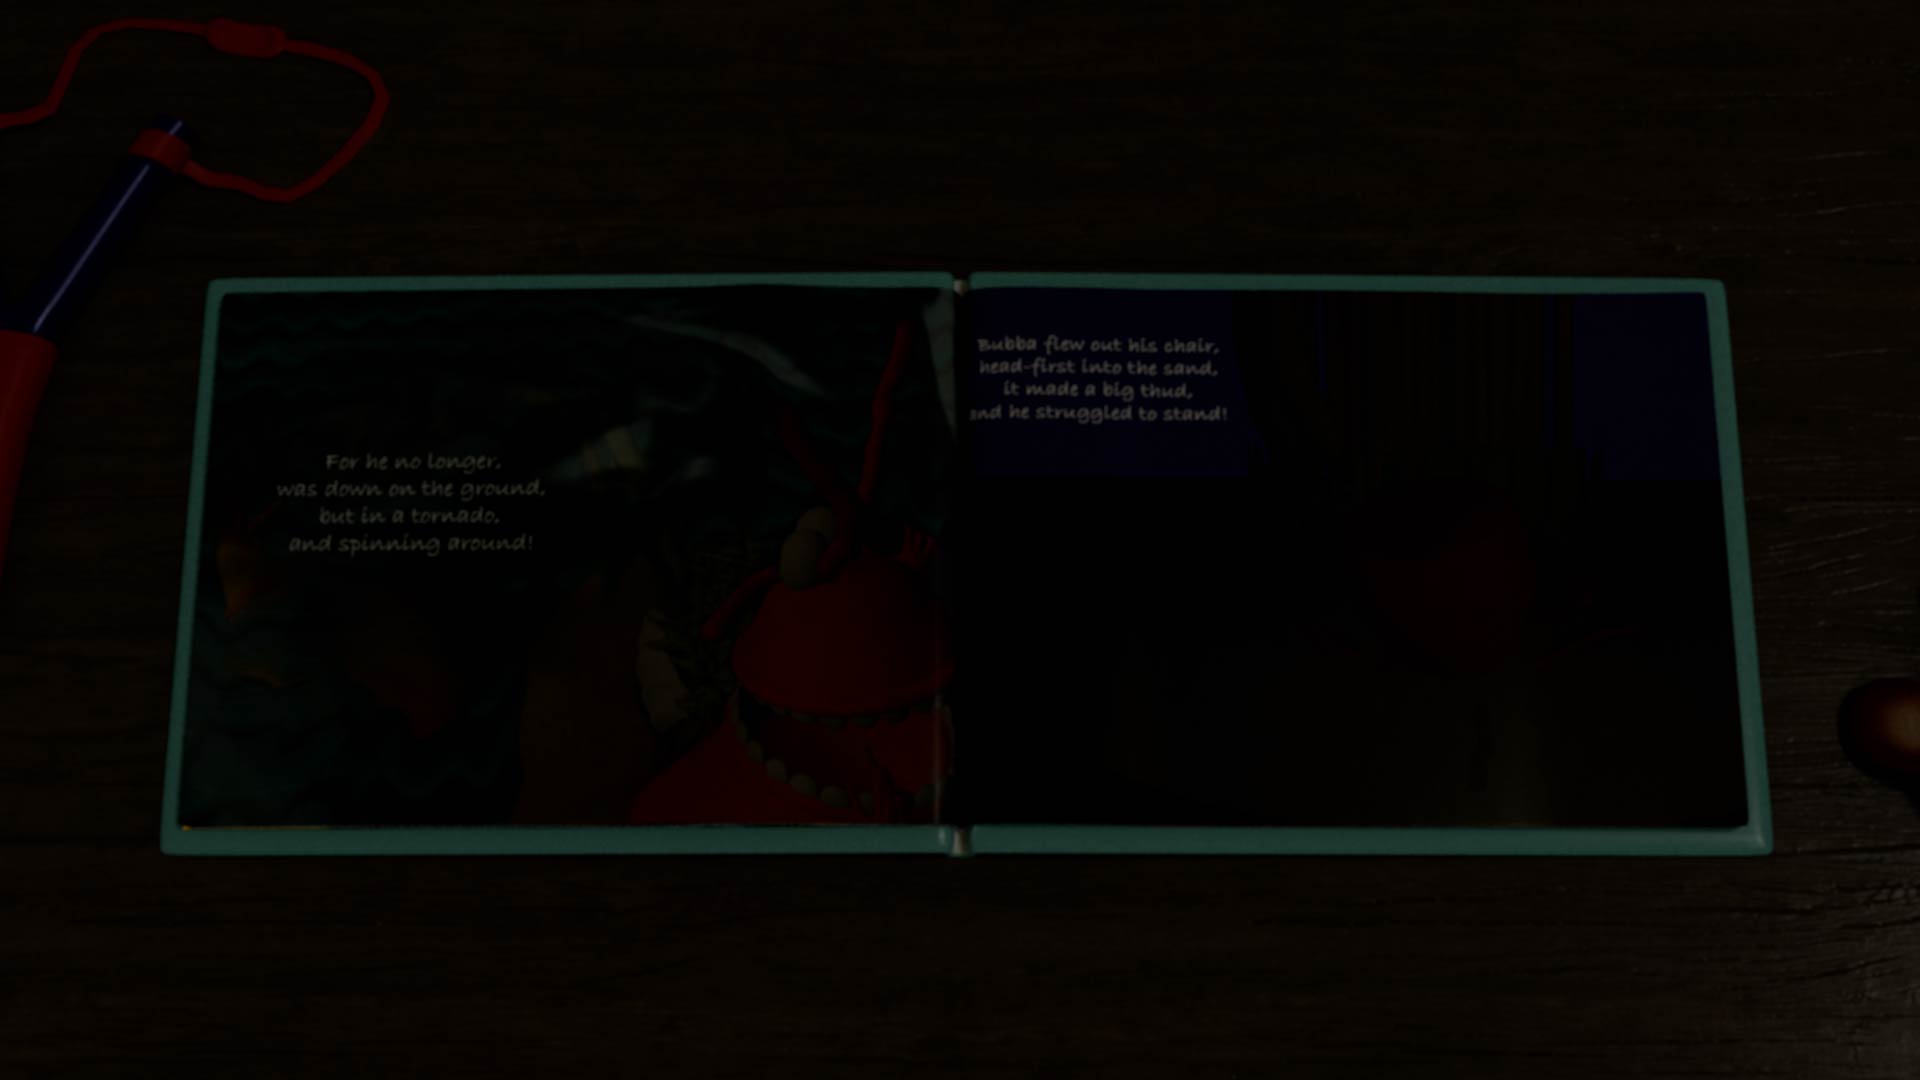 For he no longer,
was down on the ground,
but in a tornado,
and spinning around!
Bubba flew out his chair,
head-first into the sand,
it made a big thud,
and he struggled to stand!